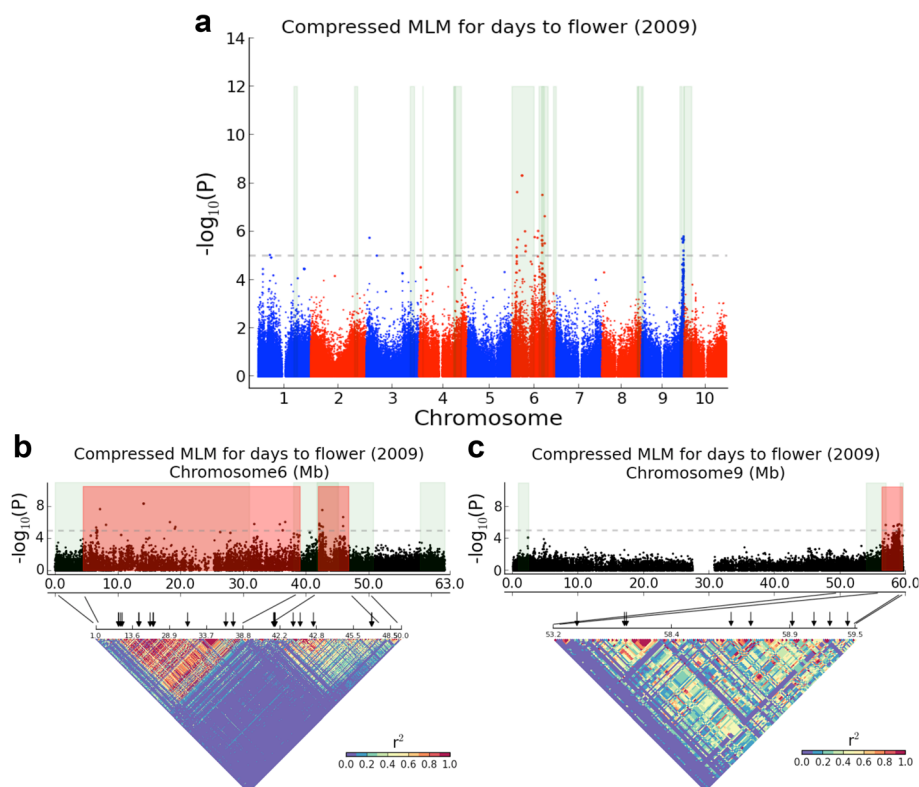 a
Compressed MLM for days to flower (2009)
14
12
10
8
6
4
2
0
-log10(P)
1 2 3 4 5 6 7 8 9 10
Chromosome
b
Compressed MLM for days to flower (2009)
Chromosome6 (Mb)
8
4
0
-log10(P)
0.0 10.0 20.0 30.0 40.0 50.0 63.0
1.0 13.6 28.9 33.7 38.8 42.2 42.8 45.5 48.5 50.0
r2
0.0 0.2 0.4 0.6 0.8 1.0
c
Compressed MLM for days to flower (2009)
Chromosome9 (Mb)
8
4
0
-log10(P)
0.0 10.0 20.0 30.0 40.0 50.0 60.0
53.2 58.4 58.9 59.5
r2
0.0 0.2 0.4 0.6 0.8 1.0